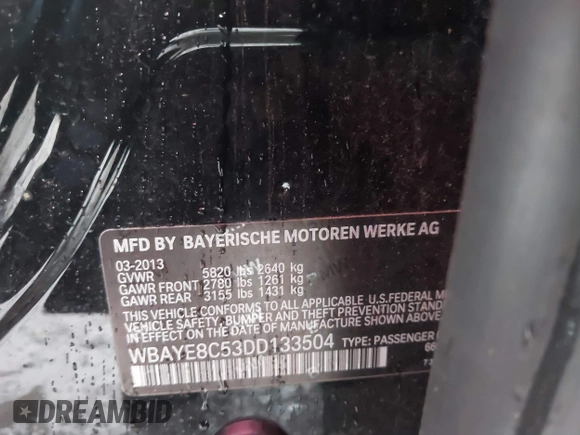 MFD BY BAYERISCHE MOTOREN WERKE AG
03-2013
GVWR 5820 lbs 2640 kg
GAWR FRONT 2780 lbs 1261 kg
GAWR REAR 3155 lbs 1431 kg
THIS VEHICLE CONFORMS TO ALL APPLICABLE U.S. FEDERAL
VEHICLE SAFETY, BUMPER AND THEFT PREVENTION STAND
IN EFFECT ON THE DATE OF MANUFACTURE SHOWN ABOVE
WBAYE8C53DD133504 TYPE: PASSENGER
DREAMBID